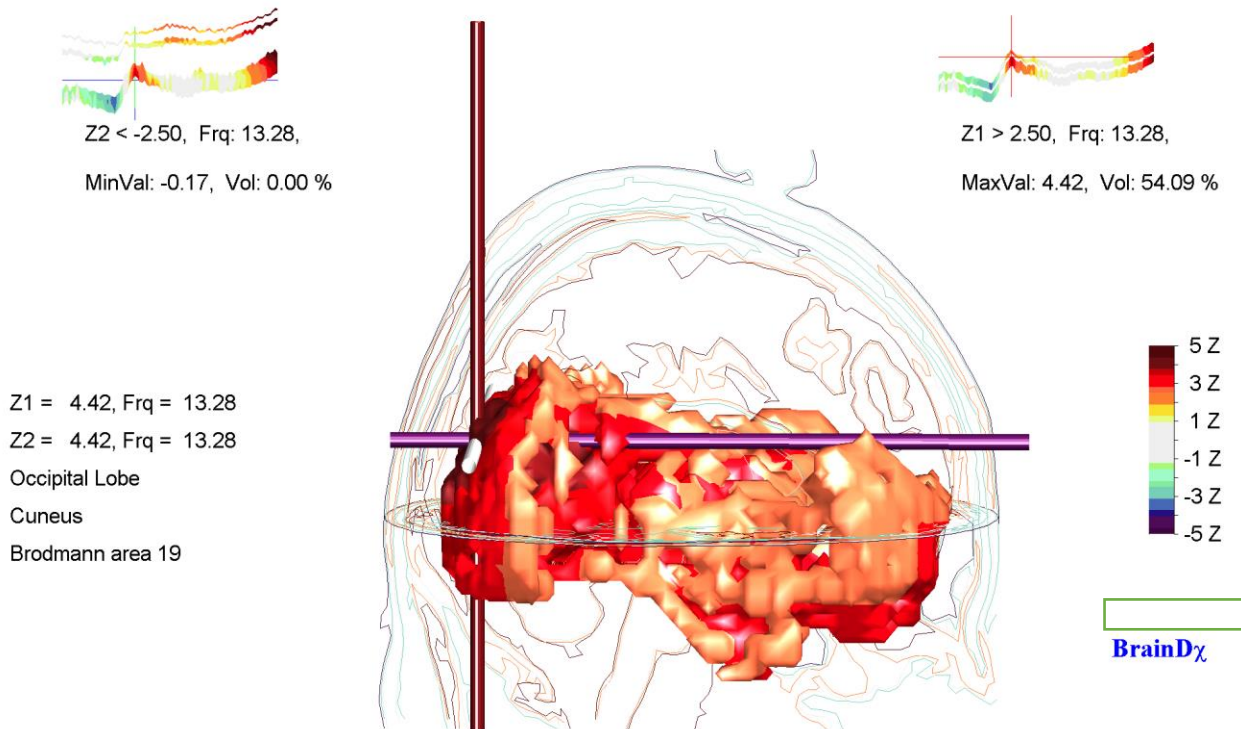 Z2 < -2.50,  Frq: 13.28,
MinVal: -0.17,  Vol: 0.00 %
Z1 > 2.50,  Frq: 13.28,
MaxVal: 4.42,  Vol: 54.09 %
Z1 =   4.42, Frq =  13.28
Z2 =   4.42, Frq =  13.28
Occipital Lobe
Cuneus
Brodmann area 19
5 Z
3 Z
1 Z
-1 Z
-3 Z
-5 Z
BrainDχ